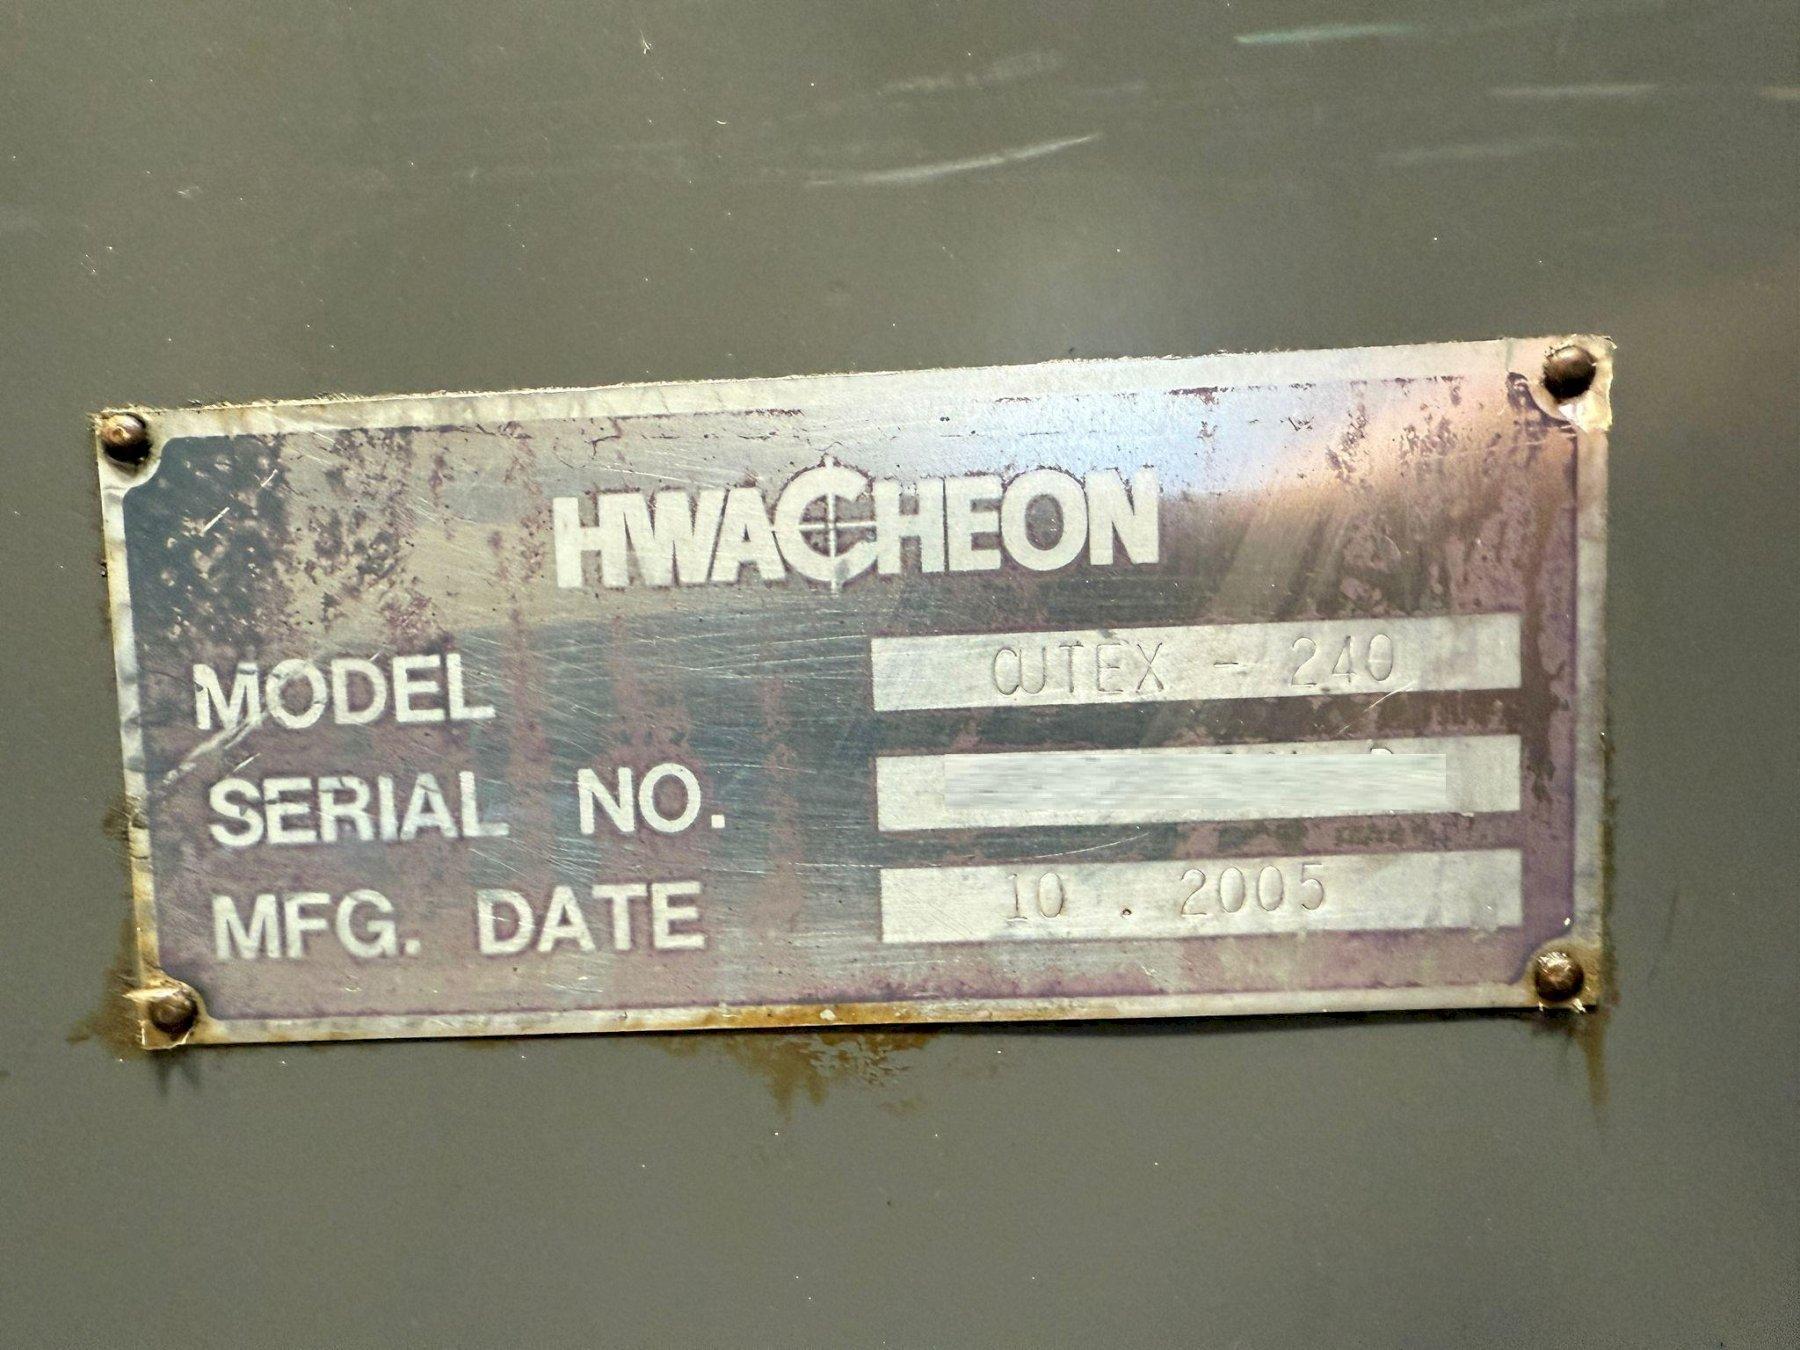 HWACHEON
MODEL CUTEX - 240
SERIAL NO.
MFG. DATE 10 . 2005